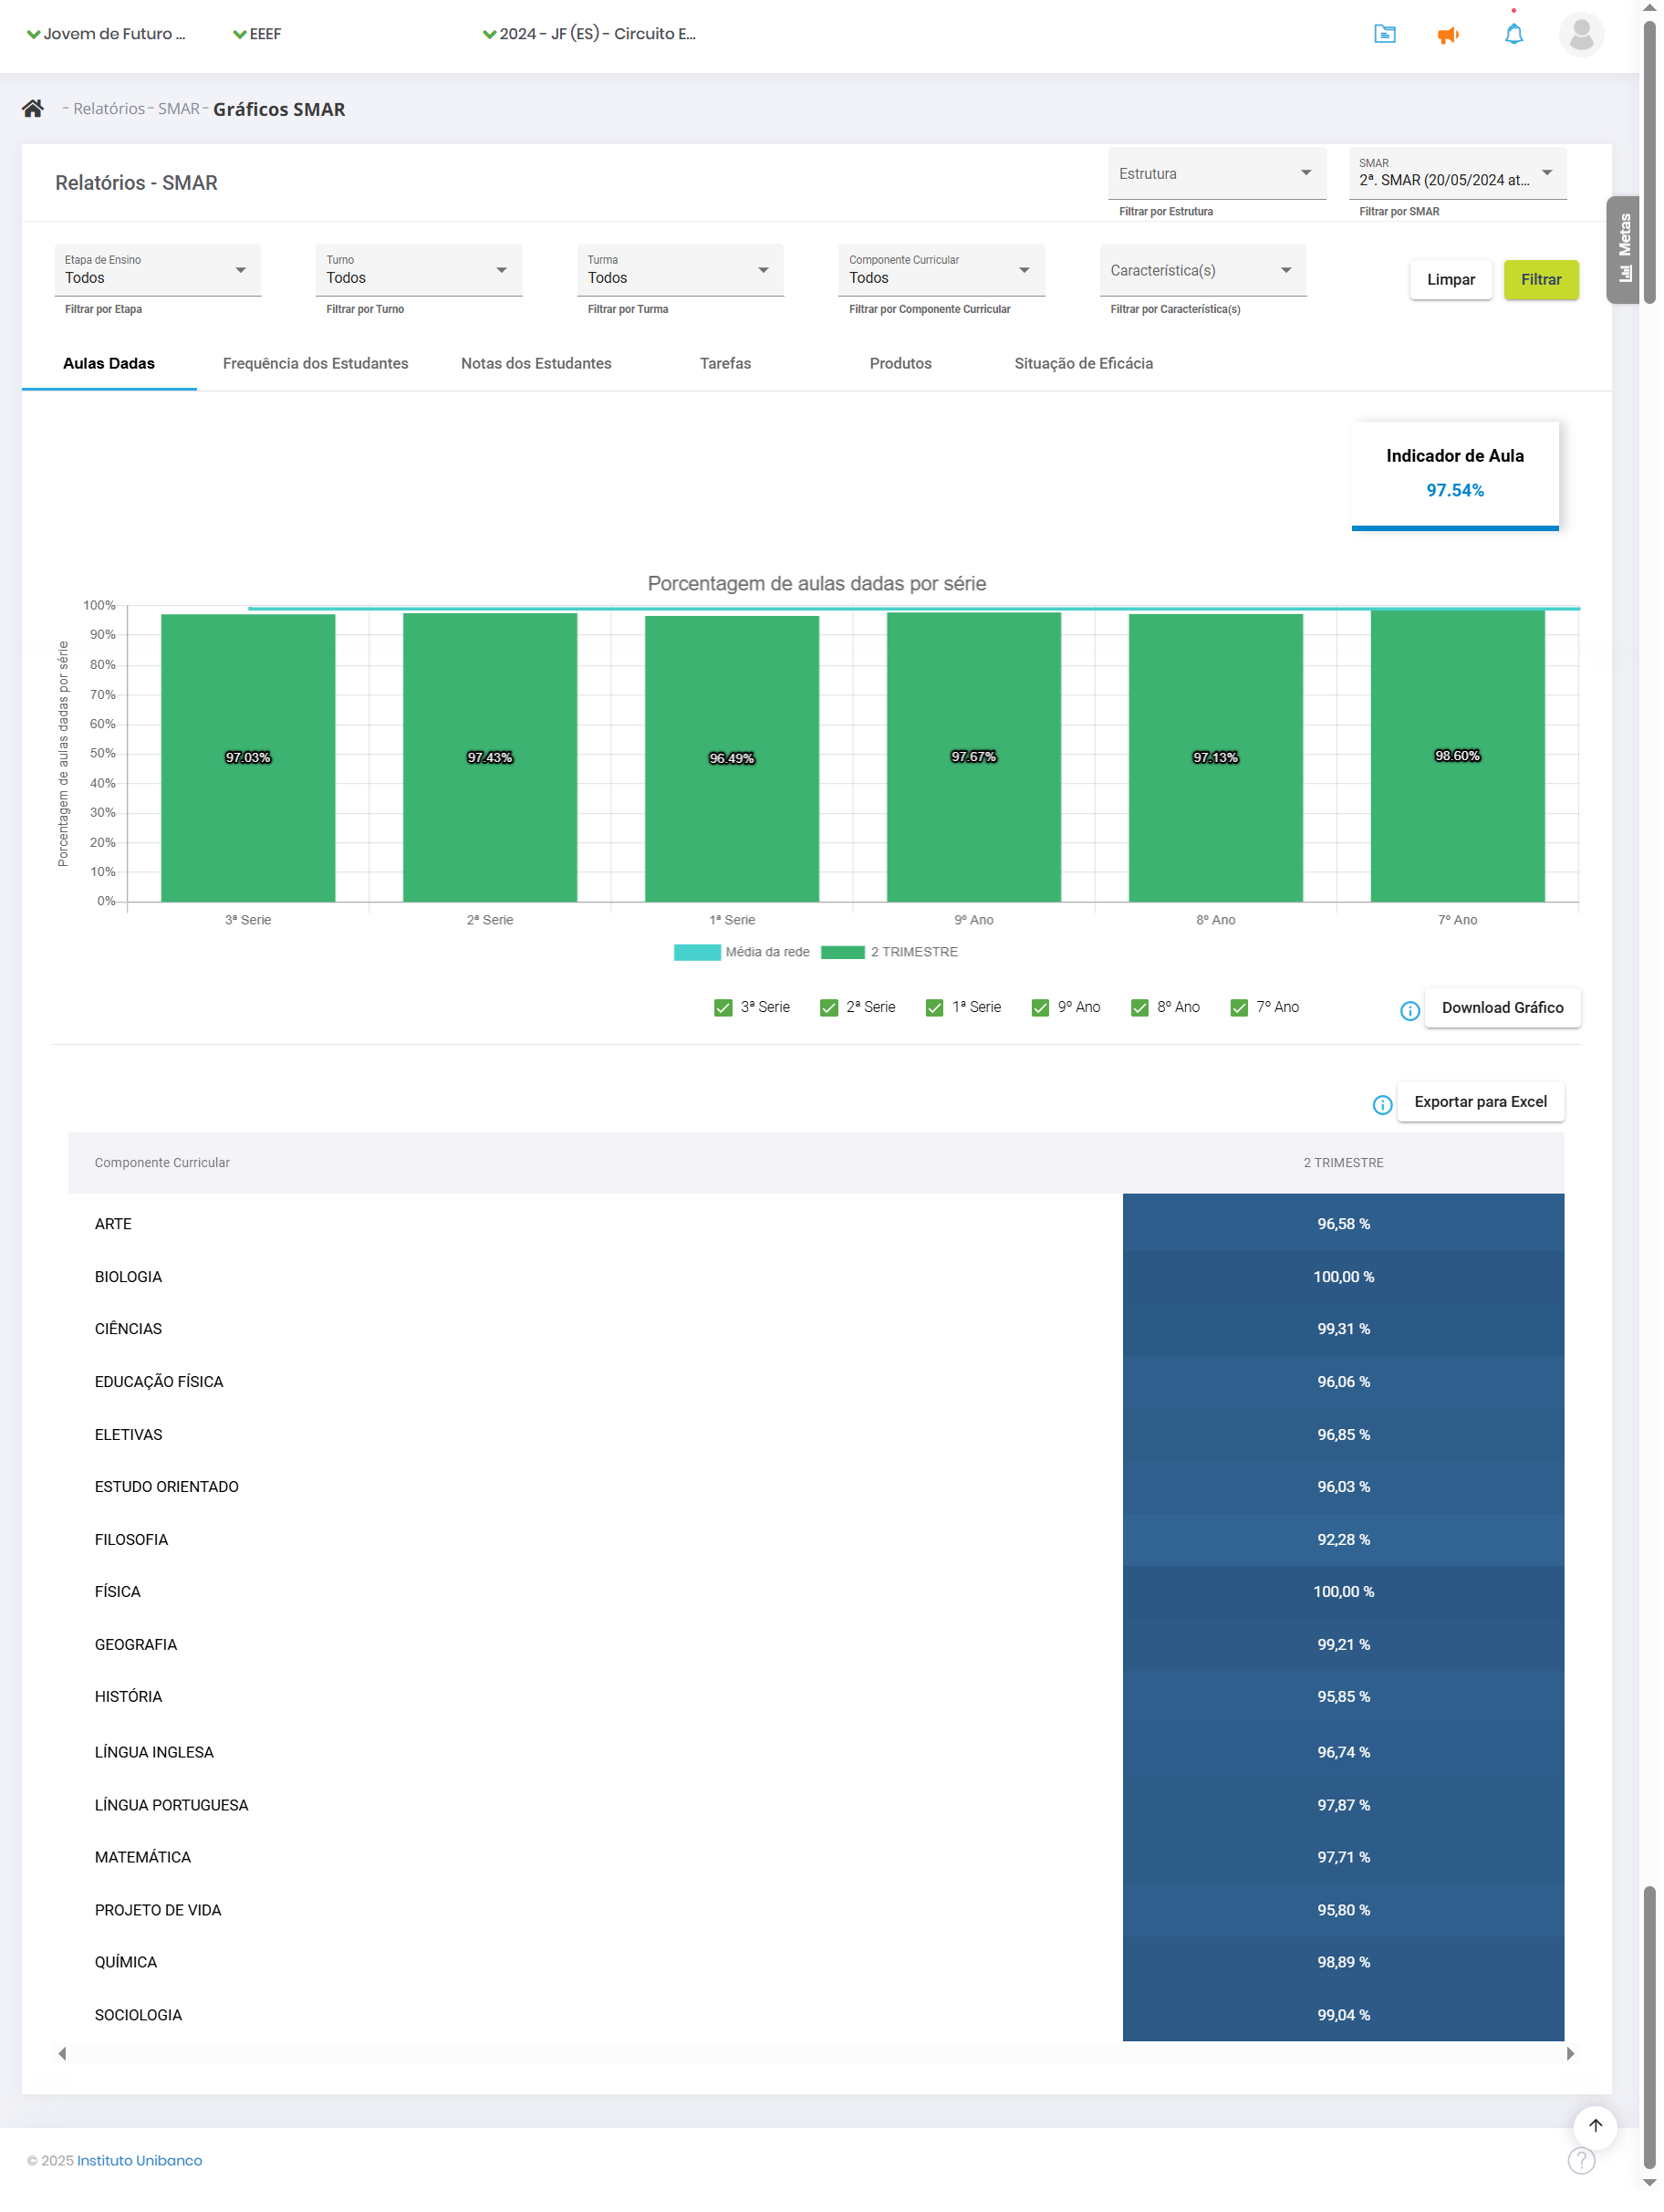 Jovem de Futuro ... EEEF 2024 - JF (ES) - Circuito E...
- Relatórios - SMAR - Gráficos SMAR
Relatórios - SMAR
Estrutura
Filtrar por Estrutura
SMAR
2ª. SMAR (20/05/2024 at...
Filtrar por SMAR
Metas
Etapa de Ensino
Todos
Filtrar por Etapa
Turno
Todos
Filtrar por Turno
Turma
Todos
Filtrar por Turma
Componente Curricular
Todos
Filtrar por Componente Curricular
Característica(s)
Filtrar por Característica(s)
Limpar
Filtrar
Aulas Dadas Frequência dos Estudantes Notas dos Estudantes Tarefas Produtos Situação de Eficácia
Indicador de Aula
97.54%
Porcentagem de aulas dadas por série
Porcentagem de aulas dadas por série
100%
90%
80%
70%
60%
50%
40%
30%
20%
10%
0%
97.03% 97.43% 96.49% 97.67% 97.13% 98.60%
3ª Serie 2ª Serie 1ª Serie 9º Ano 8º Ano 7º Ano
Média da rede 2 TRIMESTRE
3ª Serie 2ª Serie 1ª Serie 9º Ano 8º Ano 7º Ano
Download Gráfico
Exportar para Excel
Componente Curricular 2 TRIMESTRE
ARTE 96,58 %
BIOLOGIA 100,00 %
CIÊNCIAS 99,31 %
EDUCAÇÃO FÍSICA 96,06 %
ELETIVAS 96,85 %
ESTUDO ORIENTADO 96,03 %
FILOSOFIA 92,28 %
FÍSICA 100,00 %
GEOGRAFIA 99,21 %
HISTÓRIA 95,85 %
LÍNGUA INGLESA 96,74 %
LÍNGUA PORTUGUESA 97,87 %
MATEMÁTICA 97,71 %
PROJETO DE VIDA 95,80 %
QUÍMICA 98,89 %
SOCIOLOGIA 99,04 %
© 2025 Instituto Unibanco
?